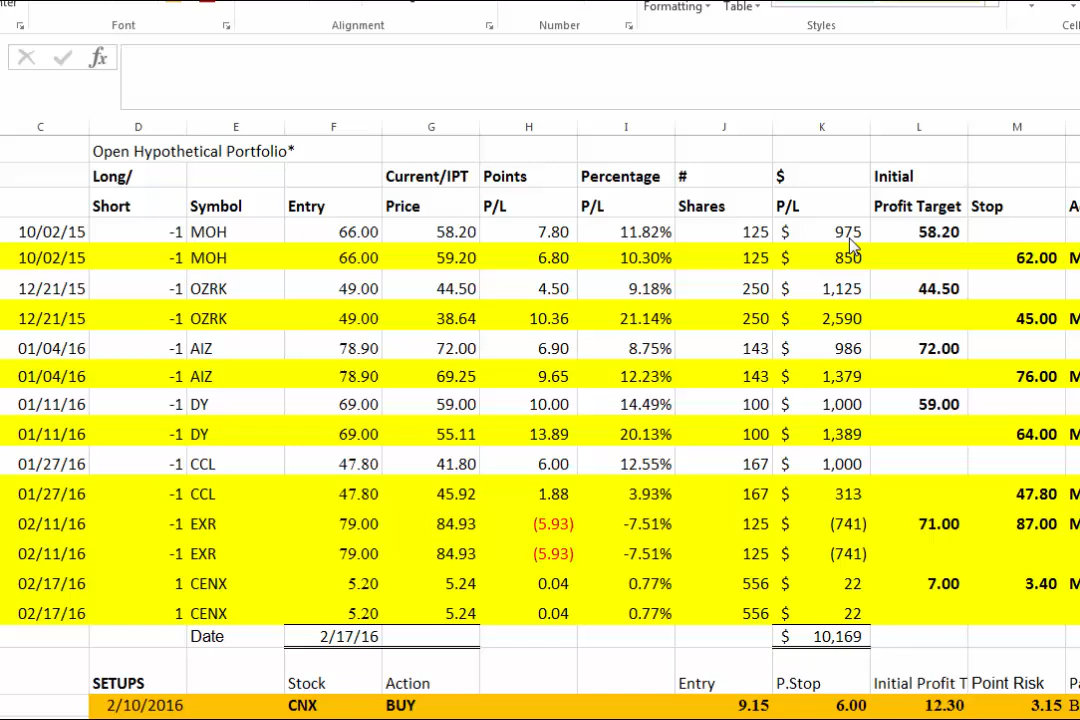 Formatting Table
Font Alignment Number Styles
fx
C D E F G H I J K L M
Open Hypothetical Portfolio*
Long/ Current/IPT Points Percentage # $ Initial
Short Symbol Entry Price P/L P/L Shares P/L Profit Target Stop
10/02/15 -1 MOH 66.00 58.20 7.80 11.82% 125 $ 975 58.20
10/02/15 -1 MOH 66.00 59.20 6.80 10.30% 125 $ 850 62.00 M
12/21/15 -1 OZRK 49.00 44.50 4.50 9.18% 250 $ 1,125 44.50
12/21/15 -1 OZRK 49.00 38.64 10.36 21.14% 250 $ 2,590 45.00 M
01/04/16 -1 AIZ 78.90 72.00 6.90 8.75% 143 $ 986 72.00
01/04/16 -1 AIZ 78.90 69.25 9.65 12.23% 143 $ 1,379 76.00 M
01/11/16 -1 DY 69.00 59.00 10.00 14.49% 100 $ 1,000 59.00
01/11/16 -1 DY 69.00 55.11 13.89 20.13% 100 $ 1,389 64.00 M
01/27/16 -1 CCL 47.80 41.80 6.00 12.55% 167 $ 1,000
01/27/16 -1 CCL 47.80 45.92 1.88 3.93% 167 $ 313 47.80 M
02/11/16 -1 EXR 79.00 84.93 (5.93) -7.51% 125 $ (741) 71.00 87.00 M
02/11/16 -1 EXR 79.00 84.93 (5.93) -7.51% 125 $ (741)
02/17/16 1 CENX 5.20 5.24 0.04 0.77% 556 $ 22 7.00 3.40 M
02/17/16 1 CENX 5.20 5.24 0.04 0.77% 556 $ 22
Date 2/17/16 $ 10,169
SETUPS Stock Action Entry P.Stop Initial Profit T Point Risk
2/10/2016 CNX BUY 9.15 6.00 12.30 3.15 B